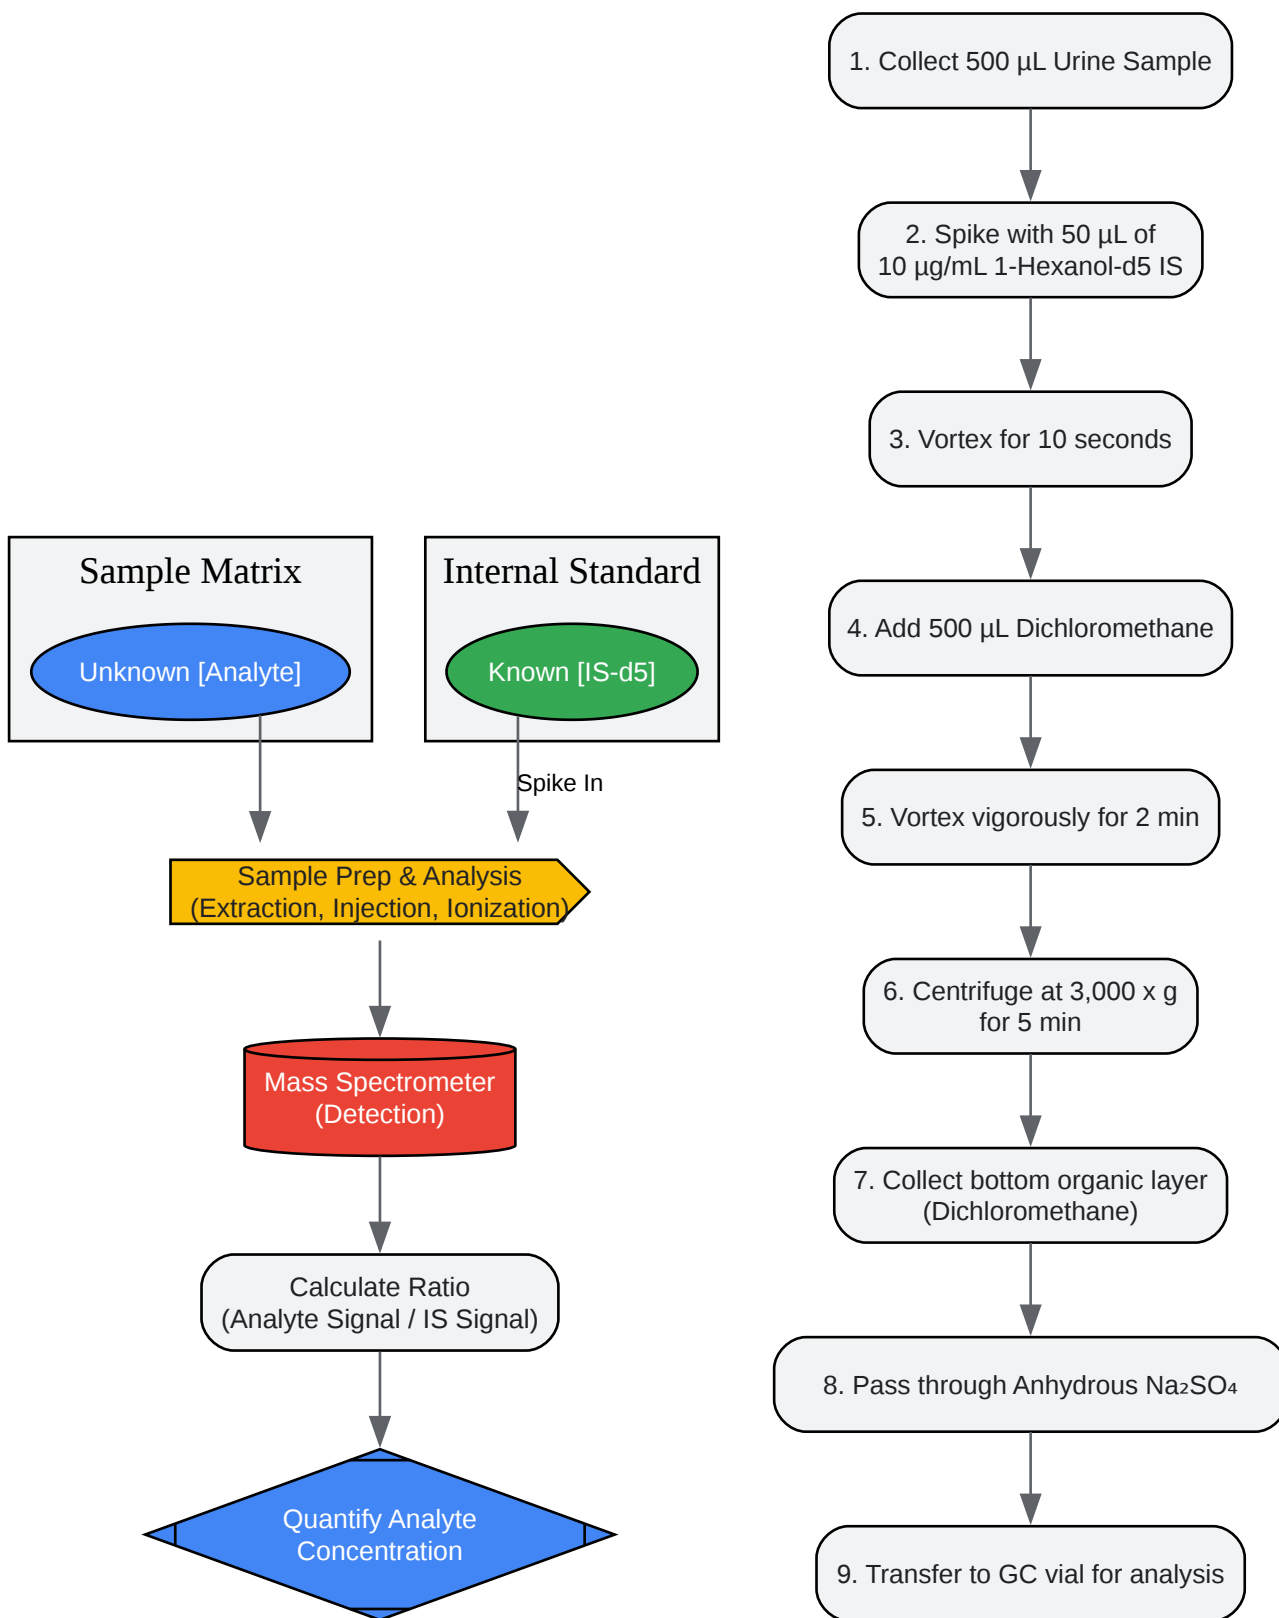 Sample Matrix
Unknown [Analyte]
Internal Standard
Known [IS-d5]
Spike In
Sample Prep & Analysis
(Extraction, Injection, Ionization)
Mass Spectrometer
(Detection)
Calculate Ratio
(Analyte Signal / IS Signal)
Quantify Analyte
Concentration
1. Collect 500 µL Urine Sample
2. Spike with 50 µL of
10 µg/mL 1-Hexanol-d5 IS
3. Vortex for 10 seconds
4. Add 500 µL Dichloromethane
5. Vortex vigorously for 2 min
6. Centrifuge at 3,000 x g
for 5 min
7. Collect bottom organic layer
(Dichloromethane)
8. Pass through Anhydrous Na₂SO₄
9. Transfer to GC vial for analysis